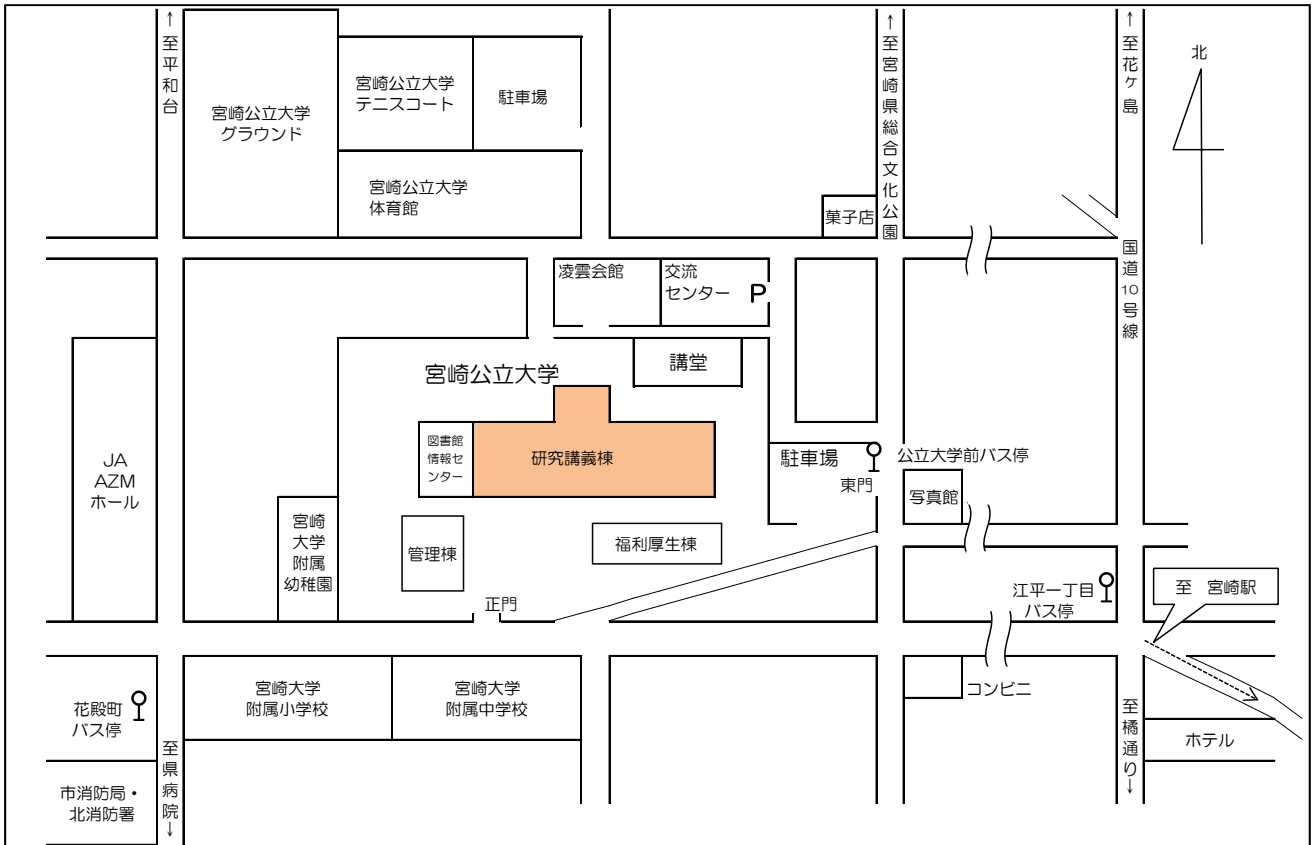 ↑至平和台
宮崎公立大学
グラウンド
宮崎公立大学
テニスコート
駐車場
宮崎公立大学
体育館
↑至宮崎県総合文化公園
菓子店
↑至花ヶ島
北
国道10号線
凌雲会館
交流
センター
P
講堂
宮崎公立大学
図書館
情報セ
ンター
研究講義棟
駐車場
公立大学前バス停
東門
写真館
JA
AZM
ホール
宮崎
大学
附属
幼稚園
管理棟
福利厚生棟
正門
江平一丁目
バス停
至 宮崎駅
花殿町
バス停
宮崎大学
附属小学校
宮崎大学
附属中学校
コンビニ
至橘通り↓
ホテル
至県病院↓
市消防局・
北消防署